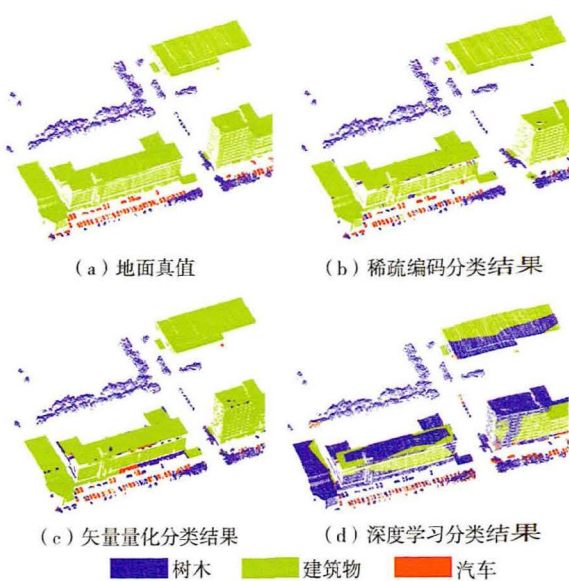 (a)地面真值
(b)稀疏编码分类结果
(c)矢量量化分类结果
(d)深度学习分类结果
树木 建筑物 汽车